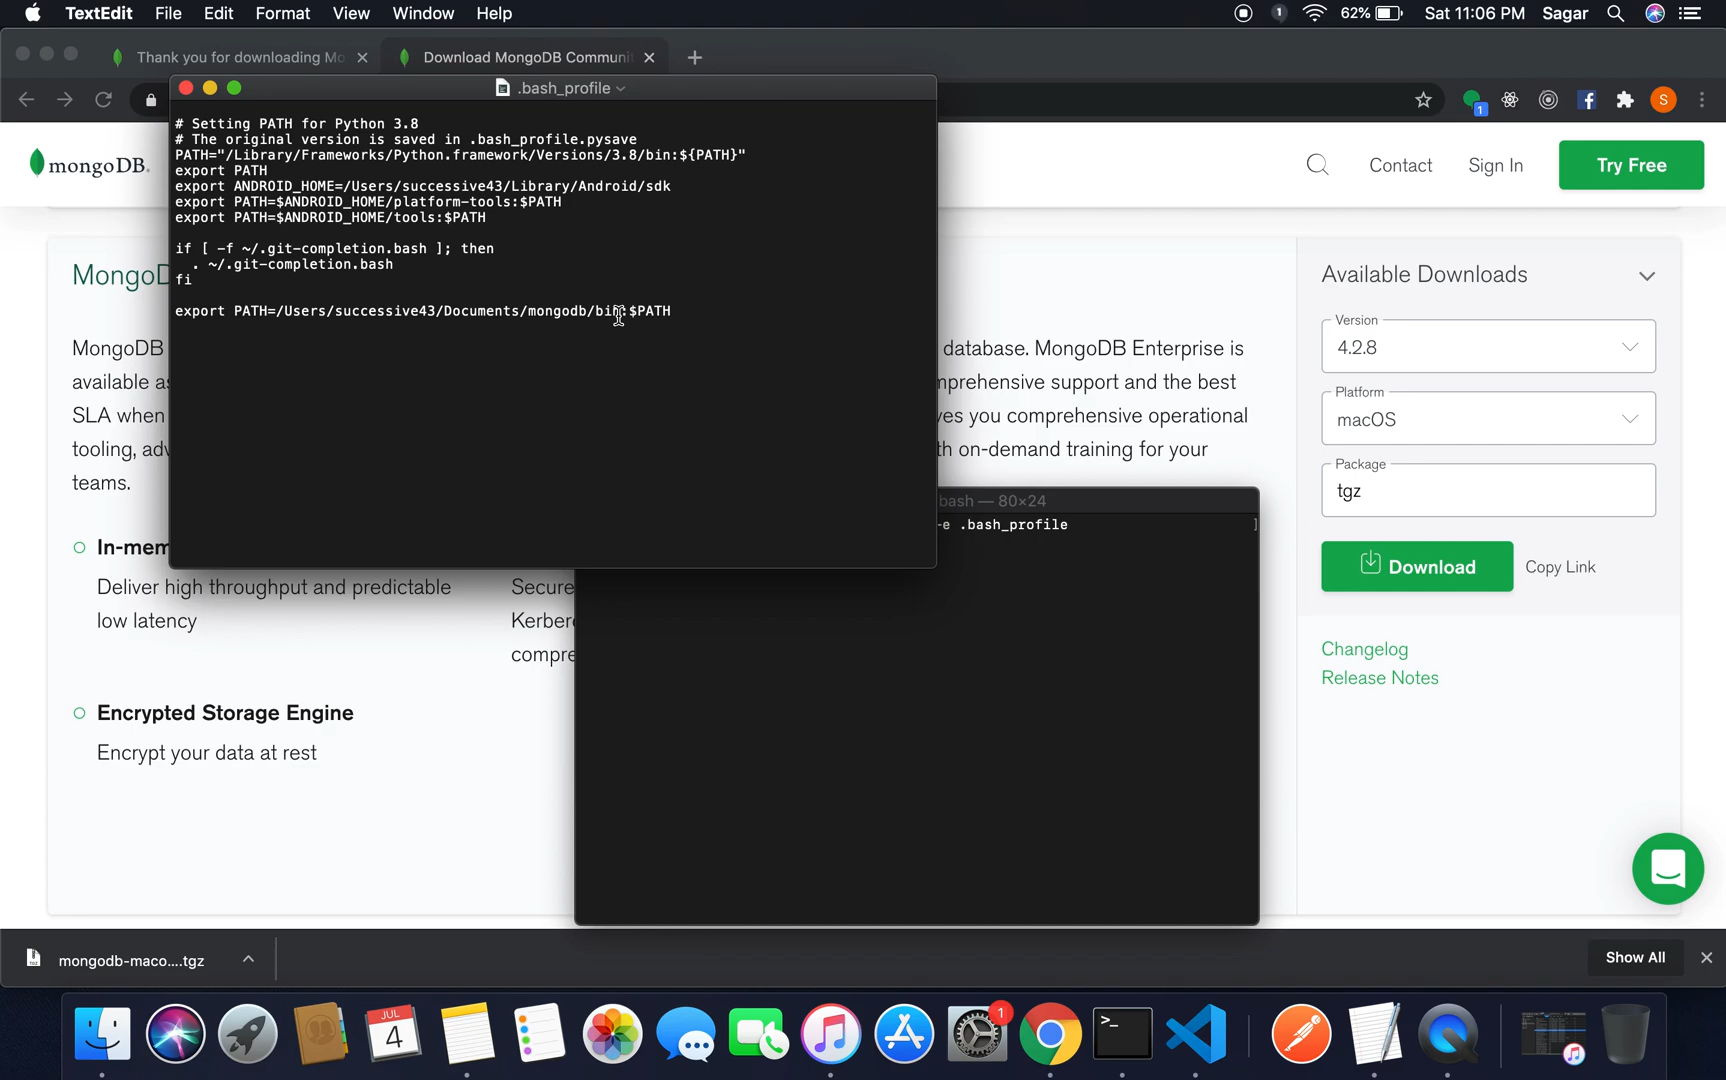 TextEdit File Edit Format View Window Help
1 62% Sat 11:06 PM Sagar
Thank you for downloading Mo
Download MongoDB Communi
.bash_profile
S
1
# Setting PATH for Python 3.8
# The original version is saved in .bash_profile.pysave
PATH="/Library/Frameworks/Python.framework/Versions/3.8/bin:${PATH}"
export PATH
export ANDROID_HOME=/Users/successive43/Library/Android/sdk
export PATH=$ANDROID_HOME/platform-tools:$PATH
export PATH=$ANDROID_HOME/tools:$PATH
if [ -f ~/.git-completion.bash ]; then
. ~/.git-completion.bash
fi
export PATH=/Users/successive43/Documents/mongodb/bin:$PATH
mongoDB.
Contact Sign In Try Free
MongoD
MongoDB
database. MongoDB Enterprise is
available as
mprehensive support and the best
SLA when
ves you comprehensive operational
tooling, adv
th on-demand training for your
teams.
In-mem
Deliver high throughput and predictable
low latency
Secure
Kerber
compre
Encrypted Storage Engine
Encrypt your data at rest
bash — 80×24
-e .bash_profile ]
Available Downloads
Version
4.2.8
Platform
macOS
Package
tgz
Download Copy Link
Changelog
Release Notes
mongodb-maco....tgz
Show All
JUL
4
1
>_